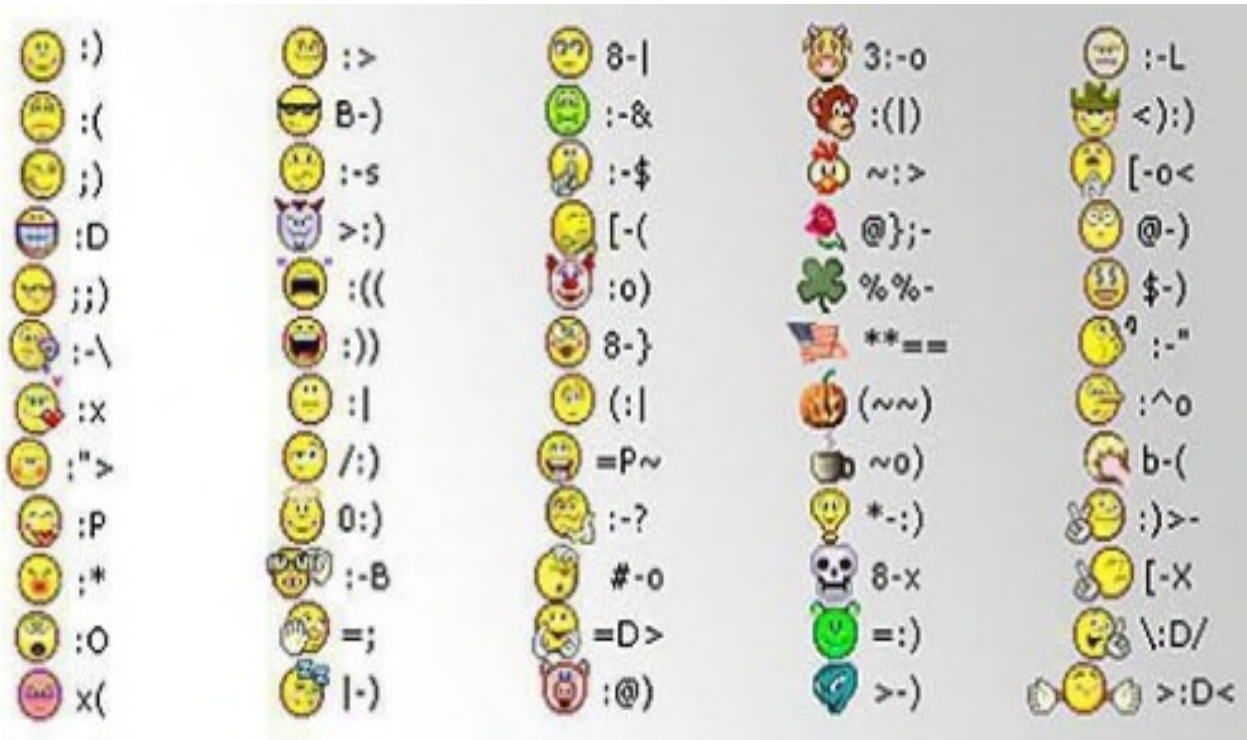 :) :> 8-| 3:-o :-L
:( B-) :-& :(|) <):)
;) :-s :-$ ~:> [-o<
:D >:) [-( @};- @-)
;;) :(( :o) %%- $-)
:-\ :)) 8-} **== :-"
:x :| (:| (~~) :^o
:"> /:) =P~ ~o) b-(
:P 0:) :-? *-:) :)>-
:* :-B #-o 8-x [-X
:O =; =D> =:) \:D/
x( |-) :@) >-) >:D<